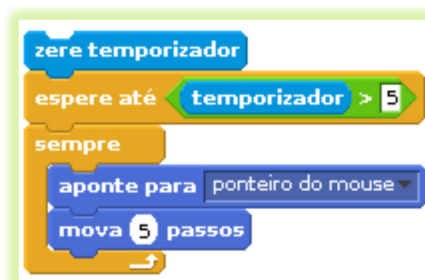 zere temporizador
espere até temporizador > 5
sempre
aponte para ponteiro do mouse
mova 5 passos